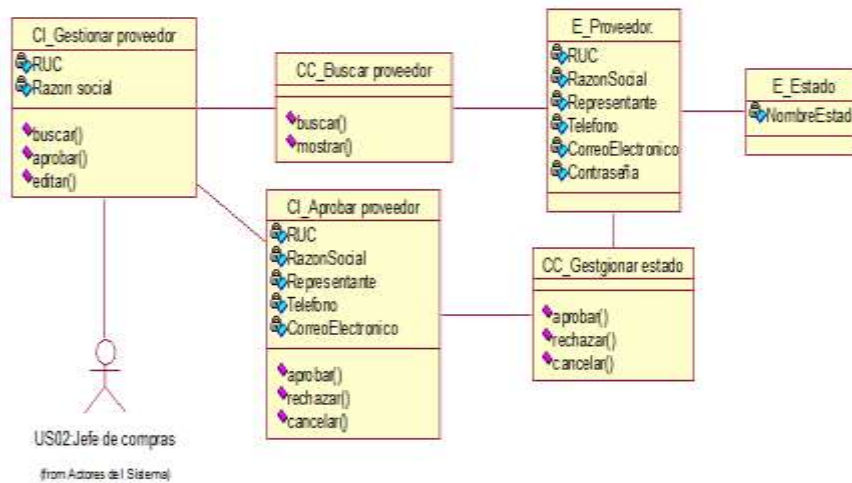 CI_Gestionar proveedor
RUC
Razon social
buscar()
aprobar()
editar()
CC_Buscar proveedor
buscar()
mostrar()
E_Proveedor.
RUC
RazonSocial
Representante
Telefono
CorreoElectronico
Contraseña
E_Estado
NombreEstad
CI_Aprobar proveedor
RUC
RazonSocial
Representante
Telefono
CorreoElectronico
aprobar()
rechazar()
cancelar()
CC_Gestgionar estado
aprobar()
rechazar()
cancelar()
US02:Jefe de compras
(from Actores del Sistema)